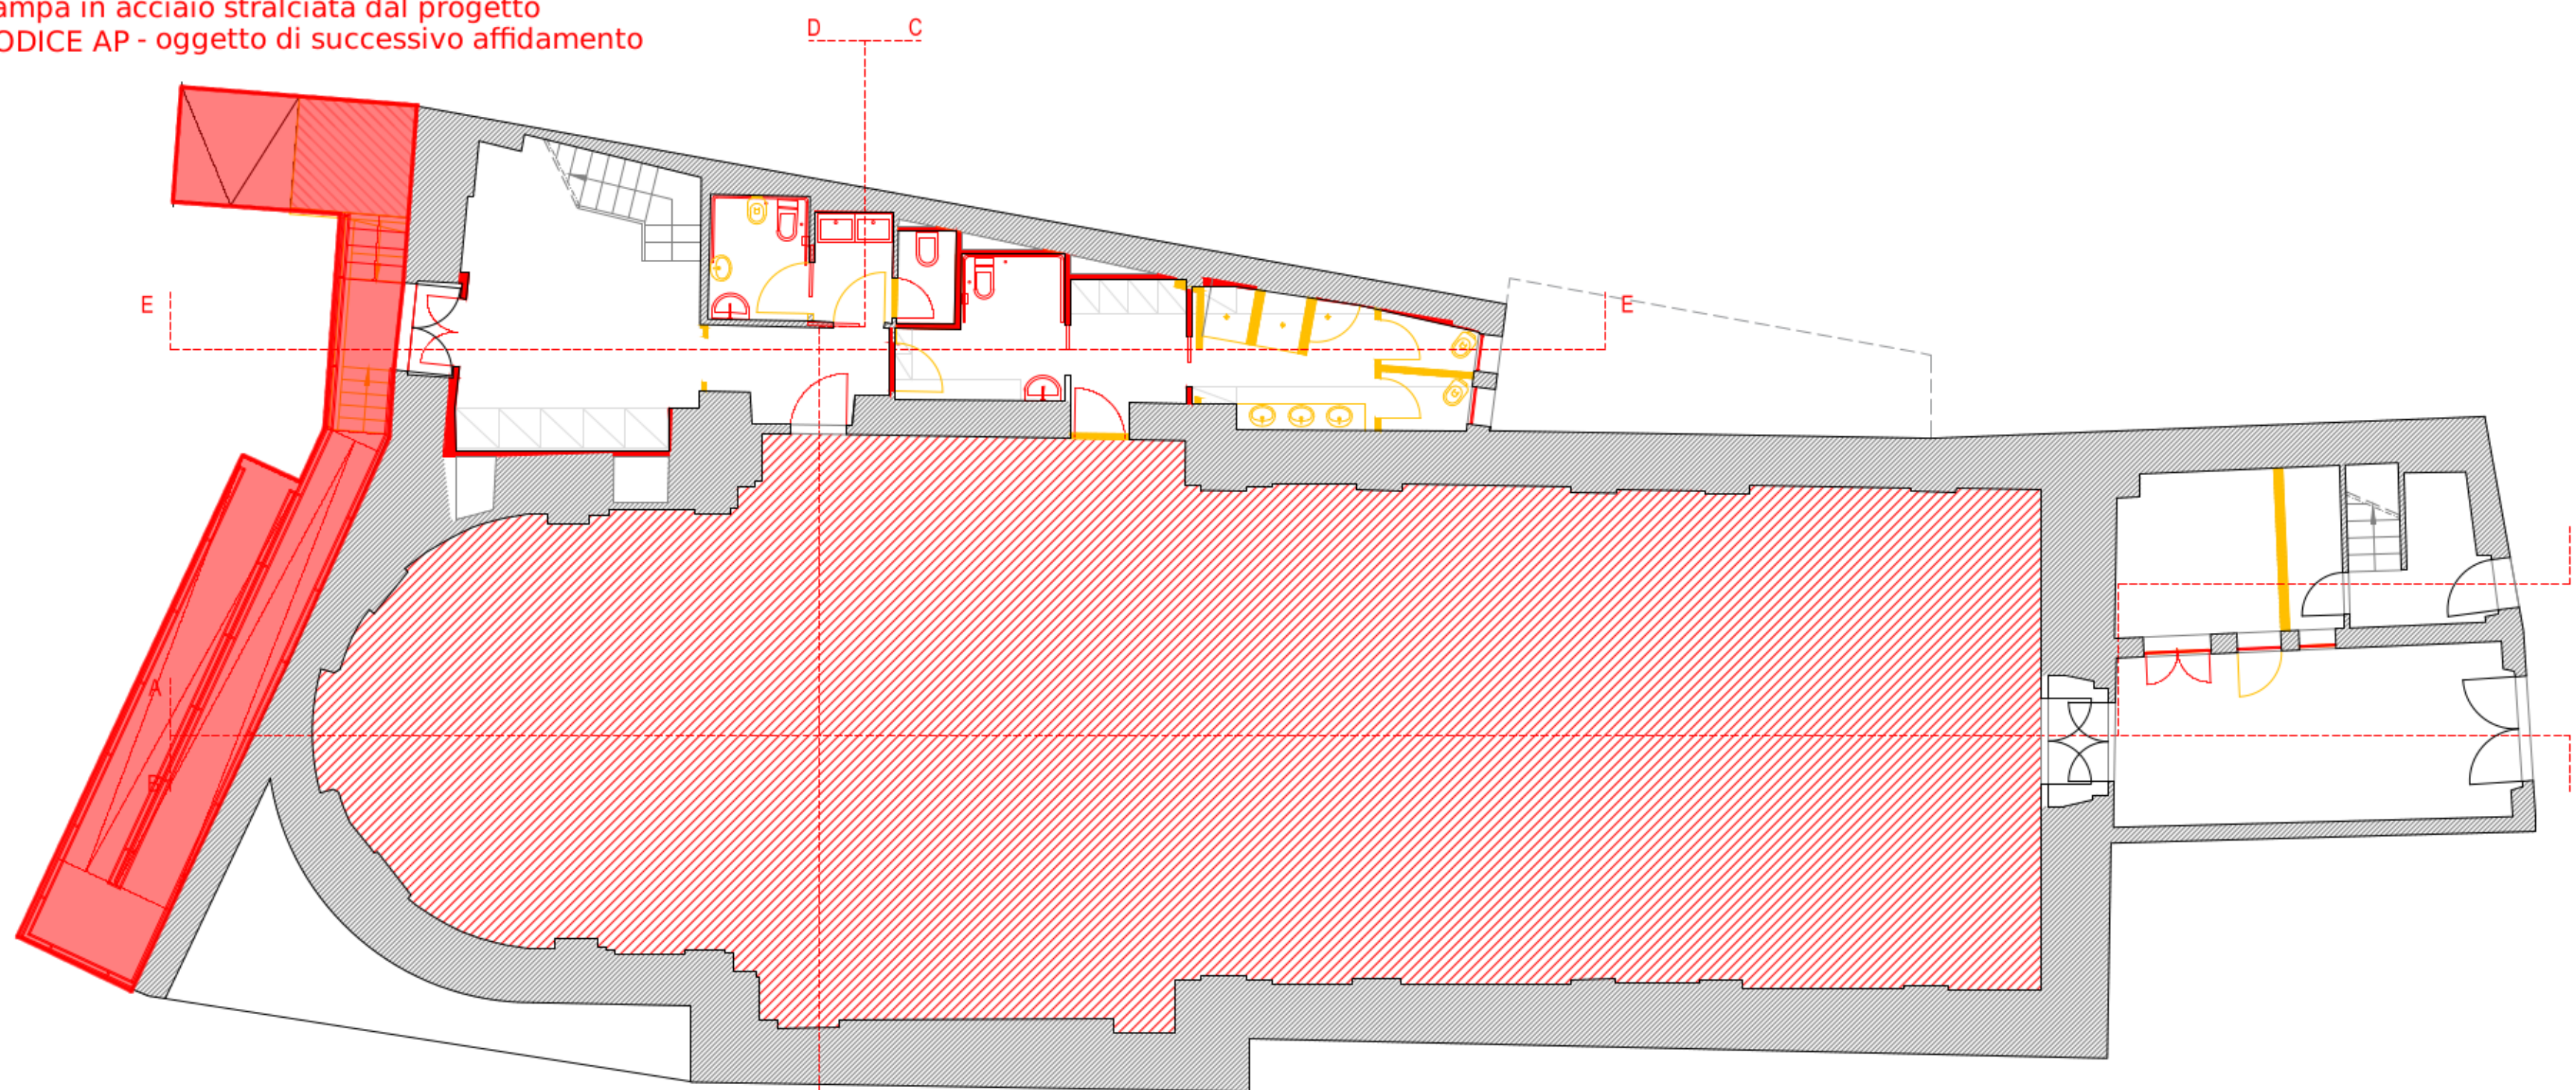 ampa in acciaio stralciata dal progetto
ODICE AP - oggetto di successivo affidamento
D C
E
E
A
B